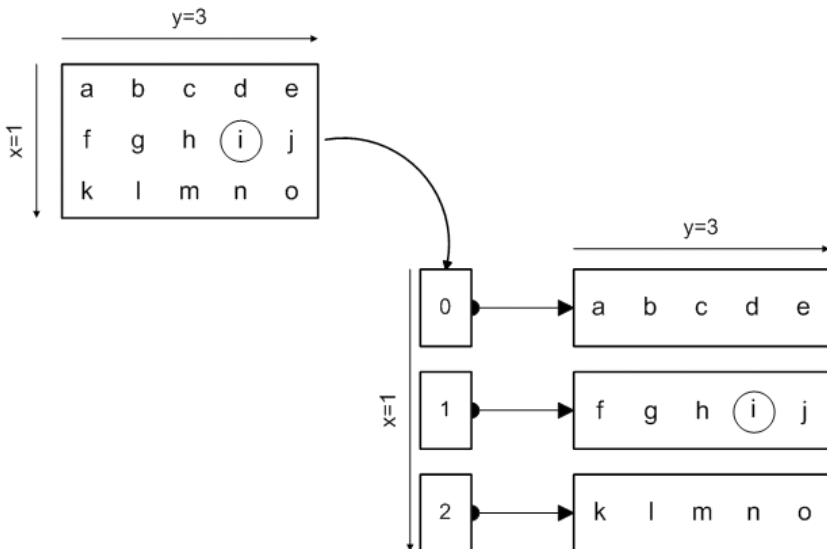 y=3
x=1
a b c d e
f g h i j
k l m n o
y=3
x=1
0 a b c d e
1 f g h i j
2 k l m n o